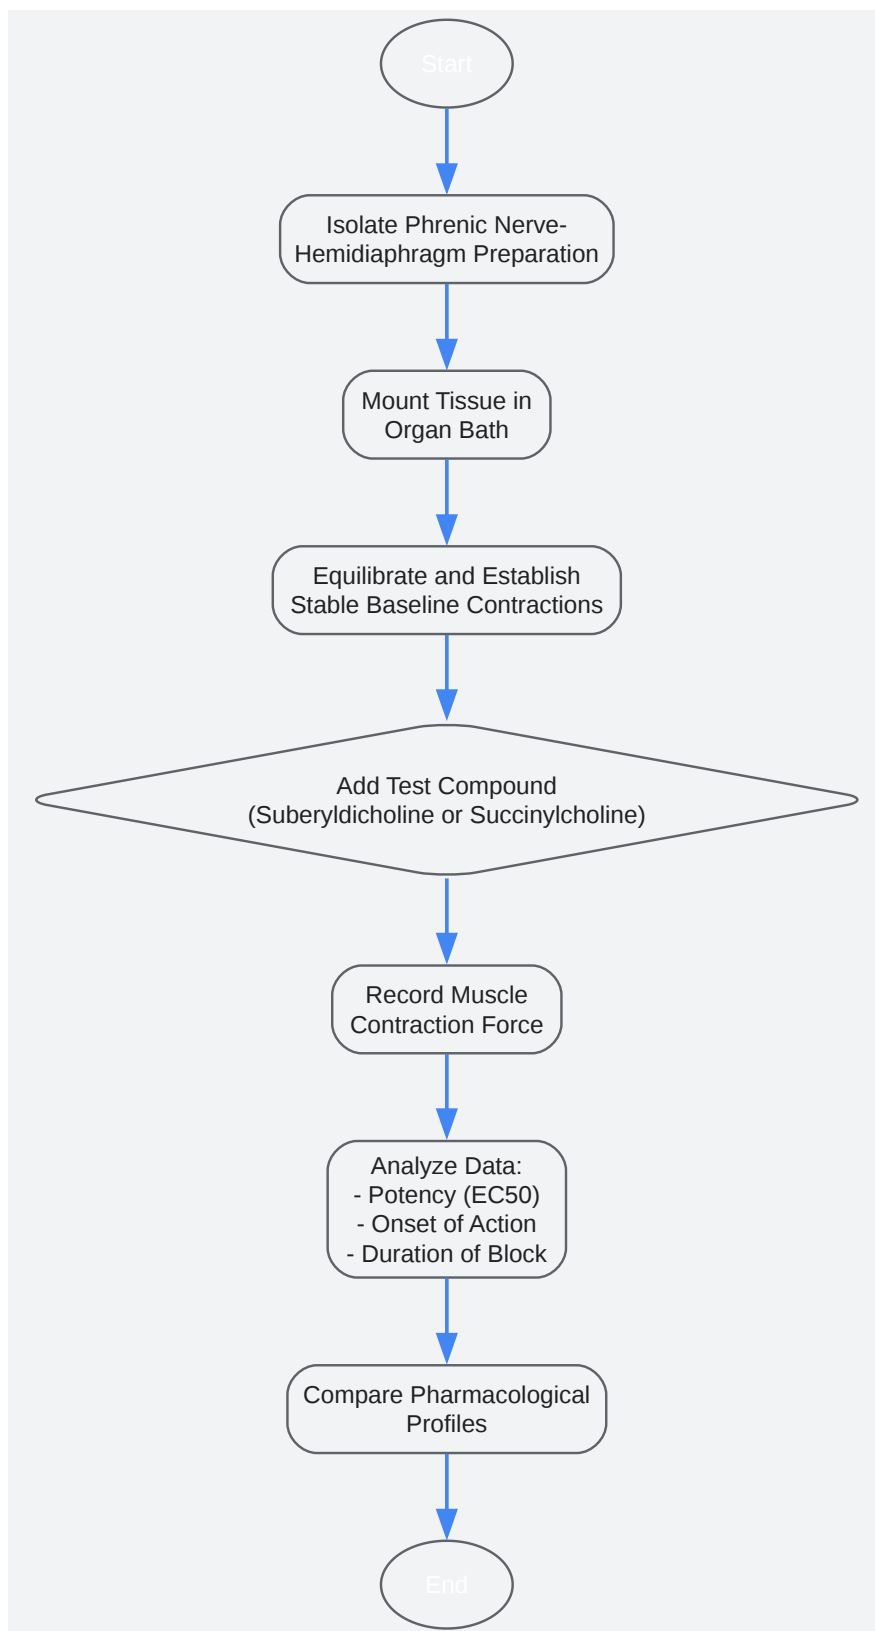 Start
Isolate Phrenic Nerve-
Hemidiaphragm Preparation
Mount Tissue in
Organ Bath
Equilibrate and Establish
Stable Baseline Contractions
Add Test Compound
(Suberyldicholine or Succinylcholine)
Record Muscle
Contraction Force
Analyze Data:
- Potency (EC50)
- Onset of Action
- Duration of Block
Compare Pharmacological
Profiles
End